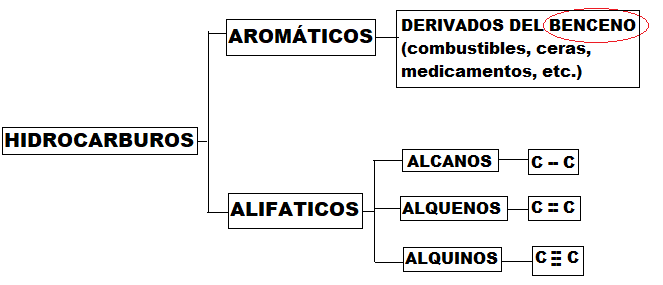 HIDROCARBUROS
AROMÁTICOS
DERIVADOS DEL BENCENO
(combustibles, ceras,
medicamentos, etc.)
ALIFATICOS
ALCANOS
C -- C
ALQUENOS
C == C
ALQUINOS
C ≡ C